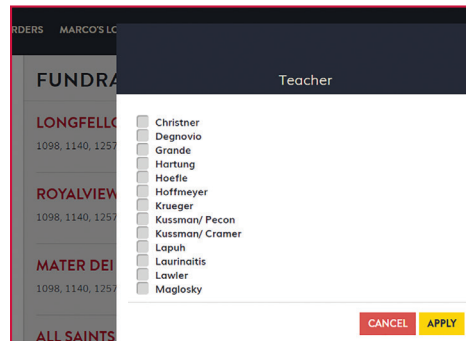 RDERS MARCO'S LO
FUNDRA
Teacher
LONGFELLO
1098, 1140, 1257
ROYALVIEW
1098, 1140, 1257
MATER DEI
1098, 1140, 1257
ALL SAINTS
Christner
Degnovio
Grande
Hartung
Hoefle
Hoffmeyer
Krueger
Kussman/ Pecon
Kussman/ Cramer
Lapuh
Laurinaitis
Lawler
Maglosky
CANCEL APPLY